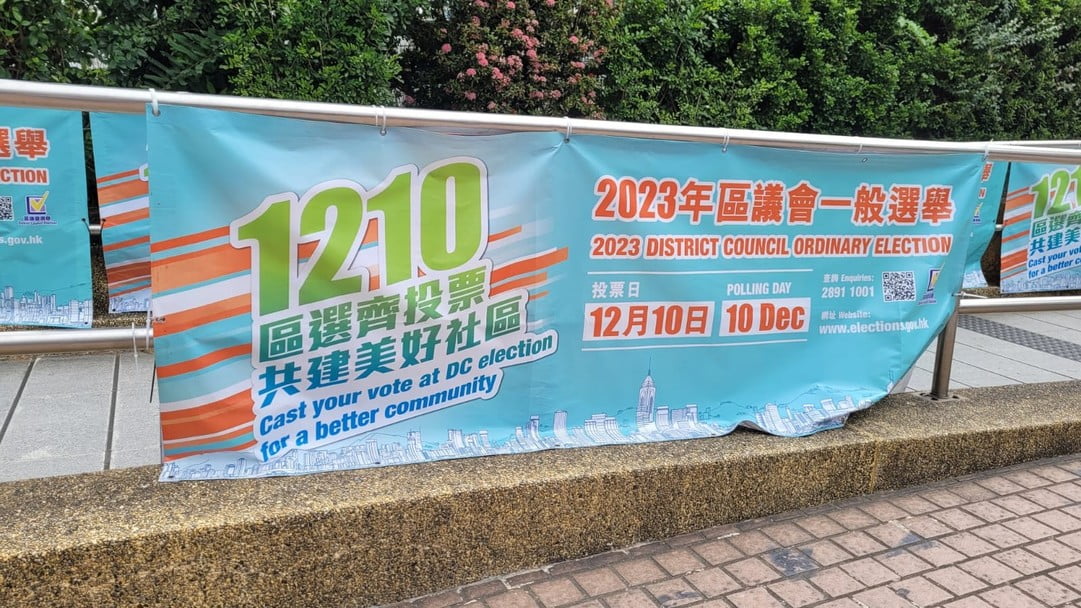 選舉
CTION
s.gov.hk
1210
區選齊投票
共建美好社區
Cast your vote at DC election
for a better community
2023年區議會一般選舉
2023 DISTRICT COUNCIL ORDINARY ELECTION
投票日
12月10日
POLLING DAY
10 Dec
查詢 Enquiries:
2891 1001
網址 Website:
www.elections.gov.hk
1210
區選齊
共建美
Cast your vo
for a better